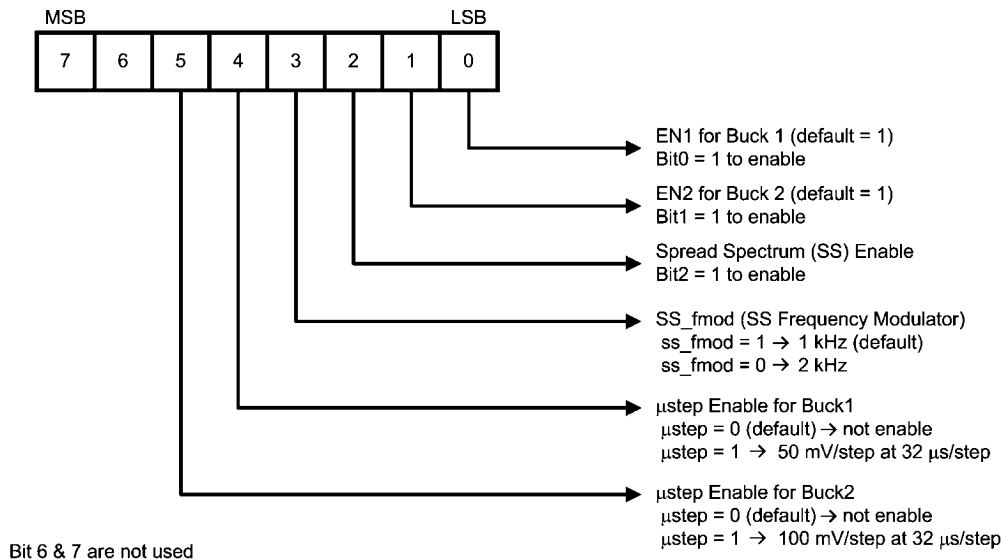 MSB LSB
7 6 5 4 3 2 1 0
EN1 for Buck 1 (default = 1)
Bit0 = 1 to enable
EN2 for Buck 2 (default = 1)
Bit1 = 1 to enable
Spread Spectrum (SS) Enable
Bit2 = 1 to enable
SS_fmod (SS Frequency Modulator)
ss_fmod = 1 → 1 kHz (default)
ss_fmod = 0 → 2 kHz
μstep Enable for Buck1
μstep = 0 (default) → not enable
μstep = 1 → 50 mV/step at 32 μs/step
μstep Enable for Buck2
μstep = 0 (default) → not enable
μstep = 1 → 100 mV/step at 32 μs/step
Bit 6 & 7 are not used